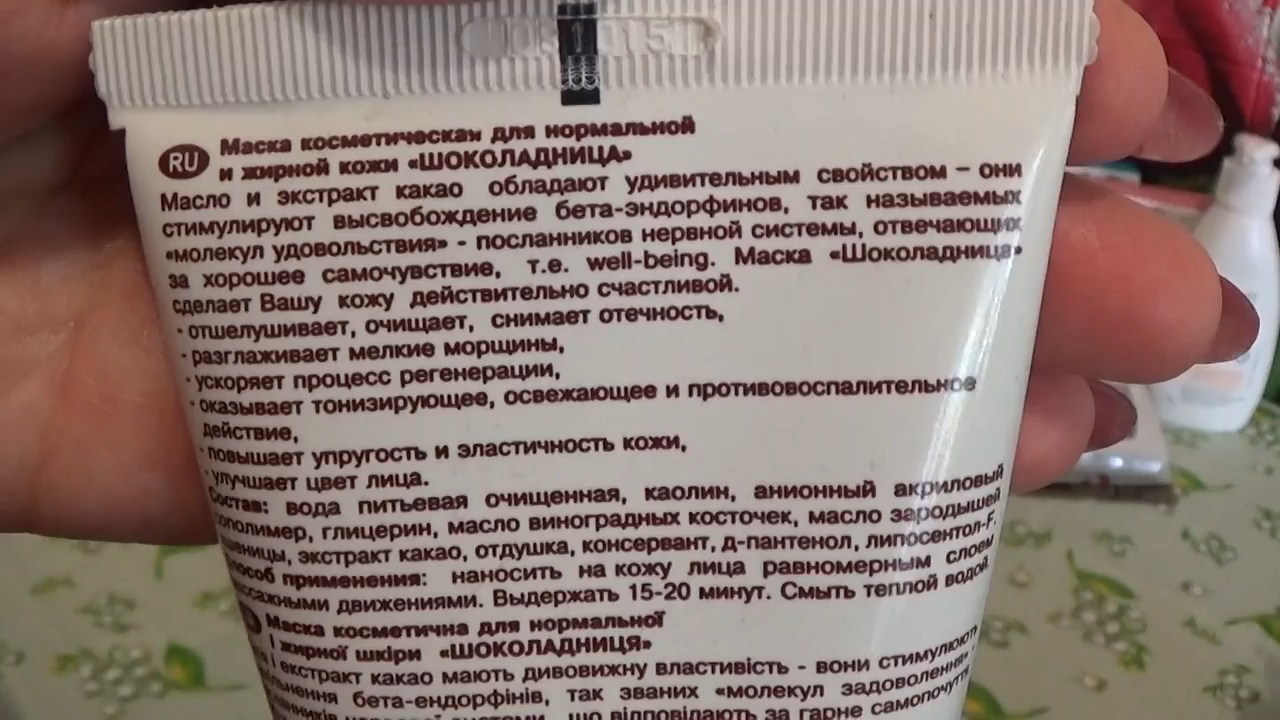 RU Маска косметическая для нормальной
и жирной кожи «ШОКОЛАДНИЦА»
Масло и экстракт какао обладают удивительным свойством – они
стимулируют высвобождение бета-эндорфинов, так называемых
«молекул удовольствия» - посланников нервной системы, отвечающих
за хорошее самочувствие, т.е. well-being. Маска «Шоколадница»
сделает Вашу кожу действительно счастливой.
· отшелушивает, очищает, снимает отечность,
· разглаживает мелкие морщины,
· ускоряет процесс регенерации,
· оказывает тонизирующее, освежающее и противовоспалительное
действие,
· повышает упругость и эластичность кожи,
· улучшает цвет лица.
Состав: вода питьевая очищенная, каолин, анионный акриловый
сополимер, глицерин, масло виноградных косточек, масло зародышей
пшеницы, экстракт какао, отдушка, консервант, д-пантенол, липосентол-F.
Способ применения: наносить на кожу лица равномерным слоем
массажными движениями. Выдержать 15-20 минут. Смыть теплой водой.
Маска косметична для нормальної
і жирної шкіри «ШОКОЛАДНИЦЯ»
і екстракт какао мають дивовижну властивість - вони стимулюють
бета-ендорфінів, так званих «молекул задоволення» -
що відповідають за гарне самопочуття